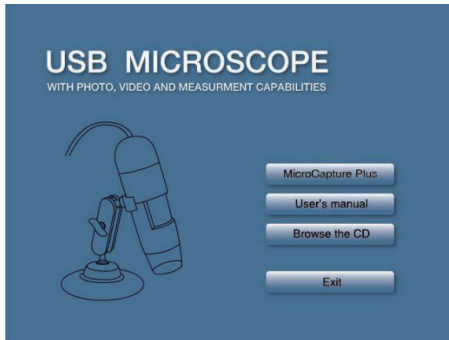 USB MICROSCOPE
WITH PHOTO, VIDEO AND MEASURMENT CAPABILITIES
MicroCapture Plus
User's manual
Browse the CD
Exit